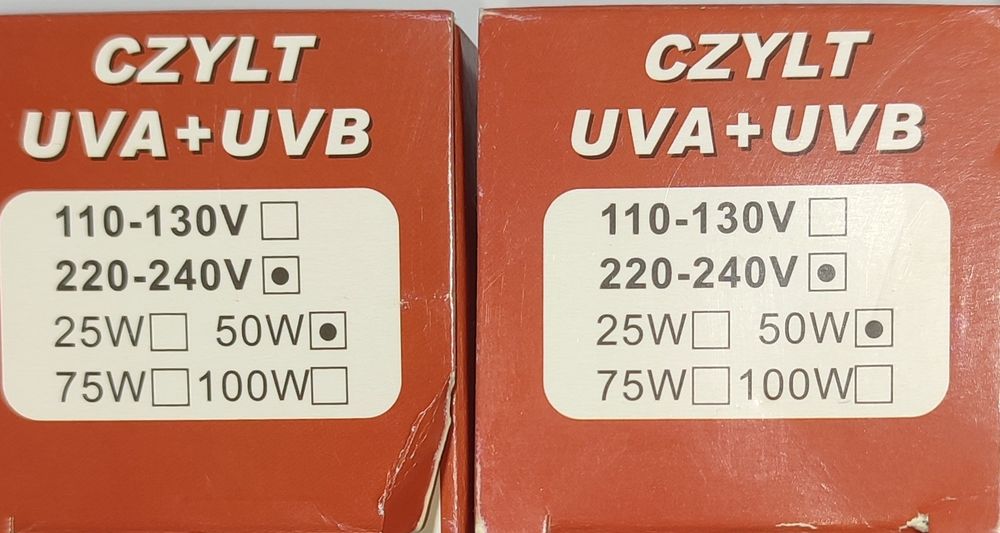 CZYLT
UVA+UVB
110-130V
220-240V
25W 50W
75W 100W
CZYLT
UVA+UVB
110-130V
220-240V
25W 50W
75W 100W